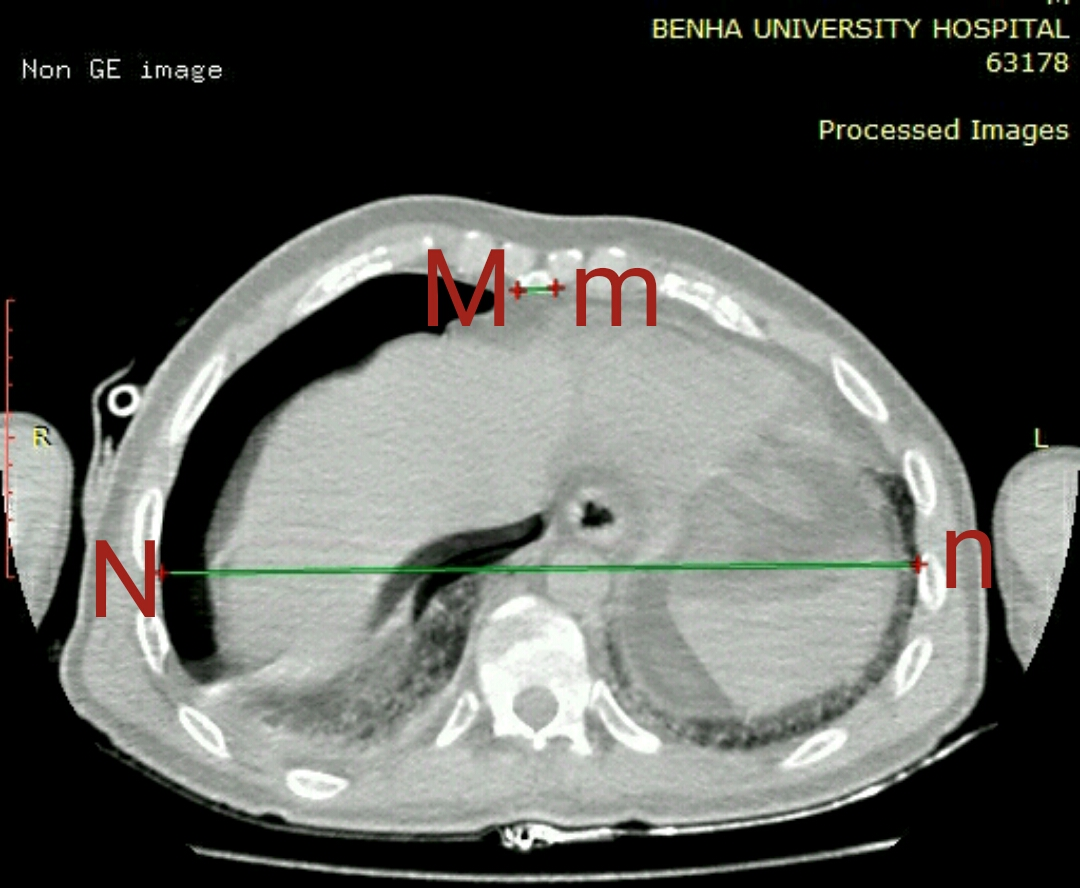 BENHA UNIVERSITY HOSPITAL
Non GE image
63178
Processed Images
M m
R
L
N n